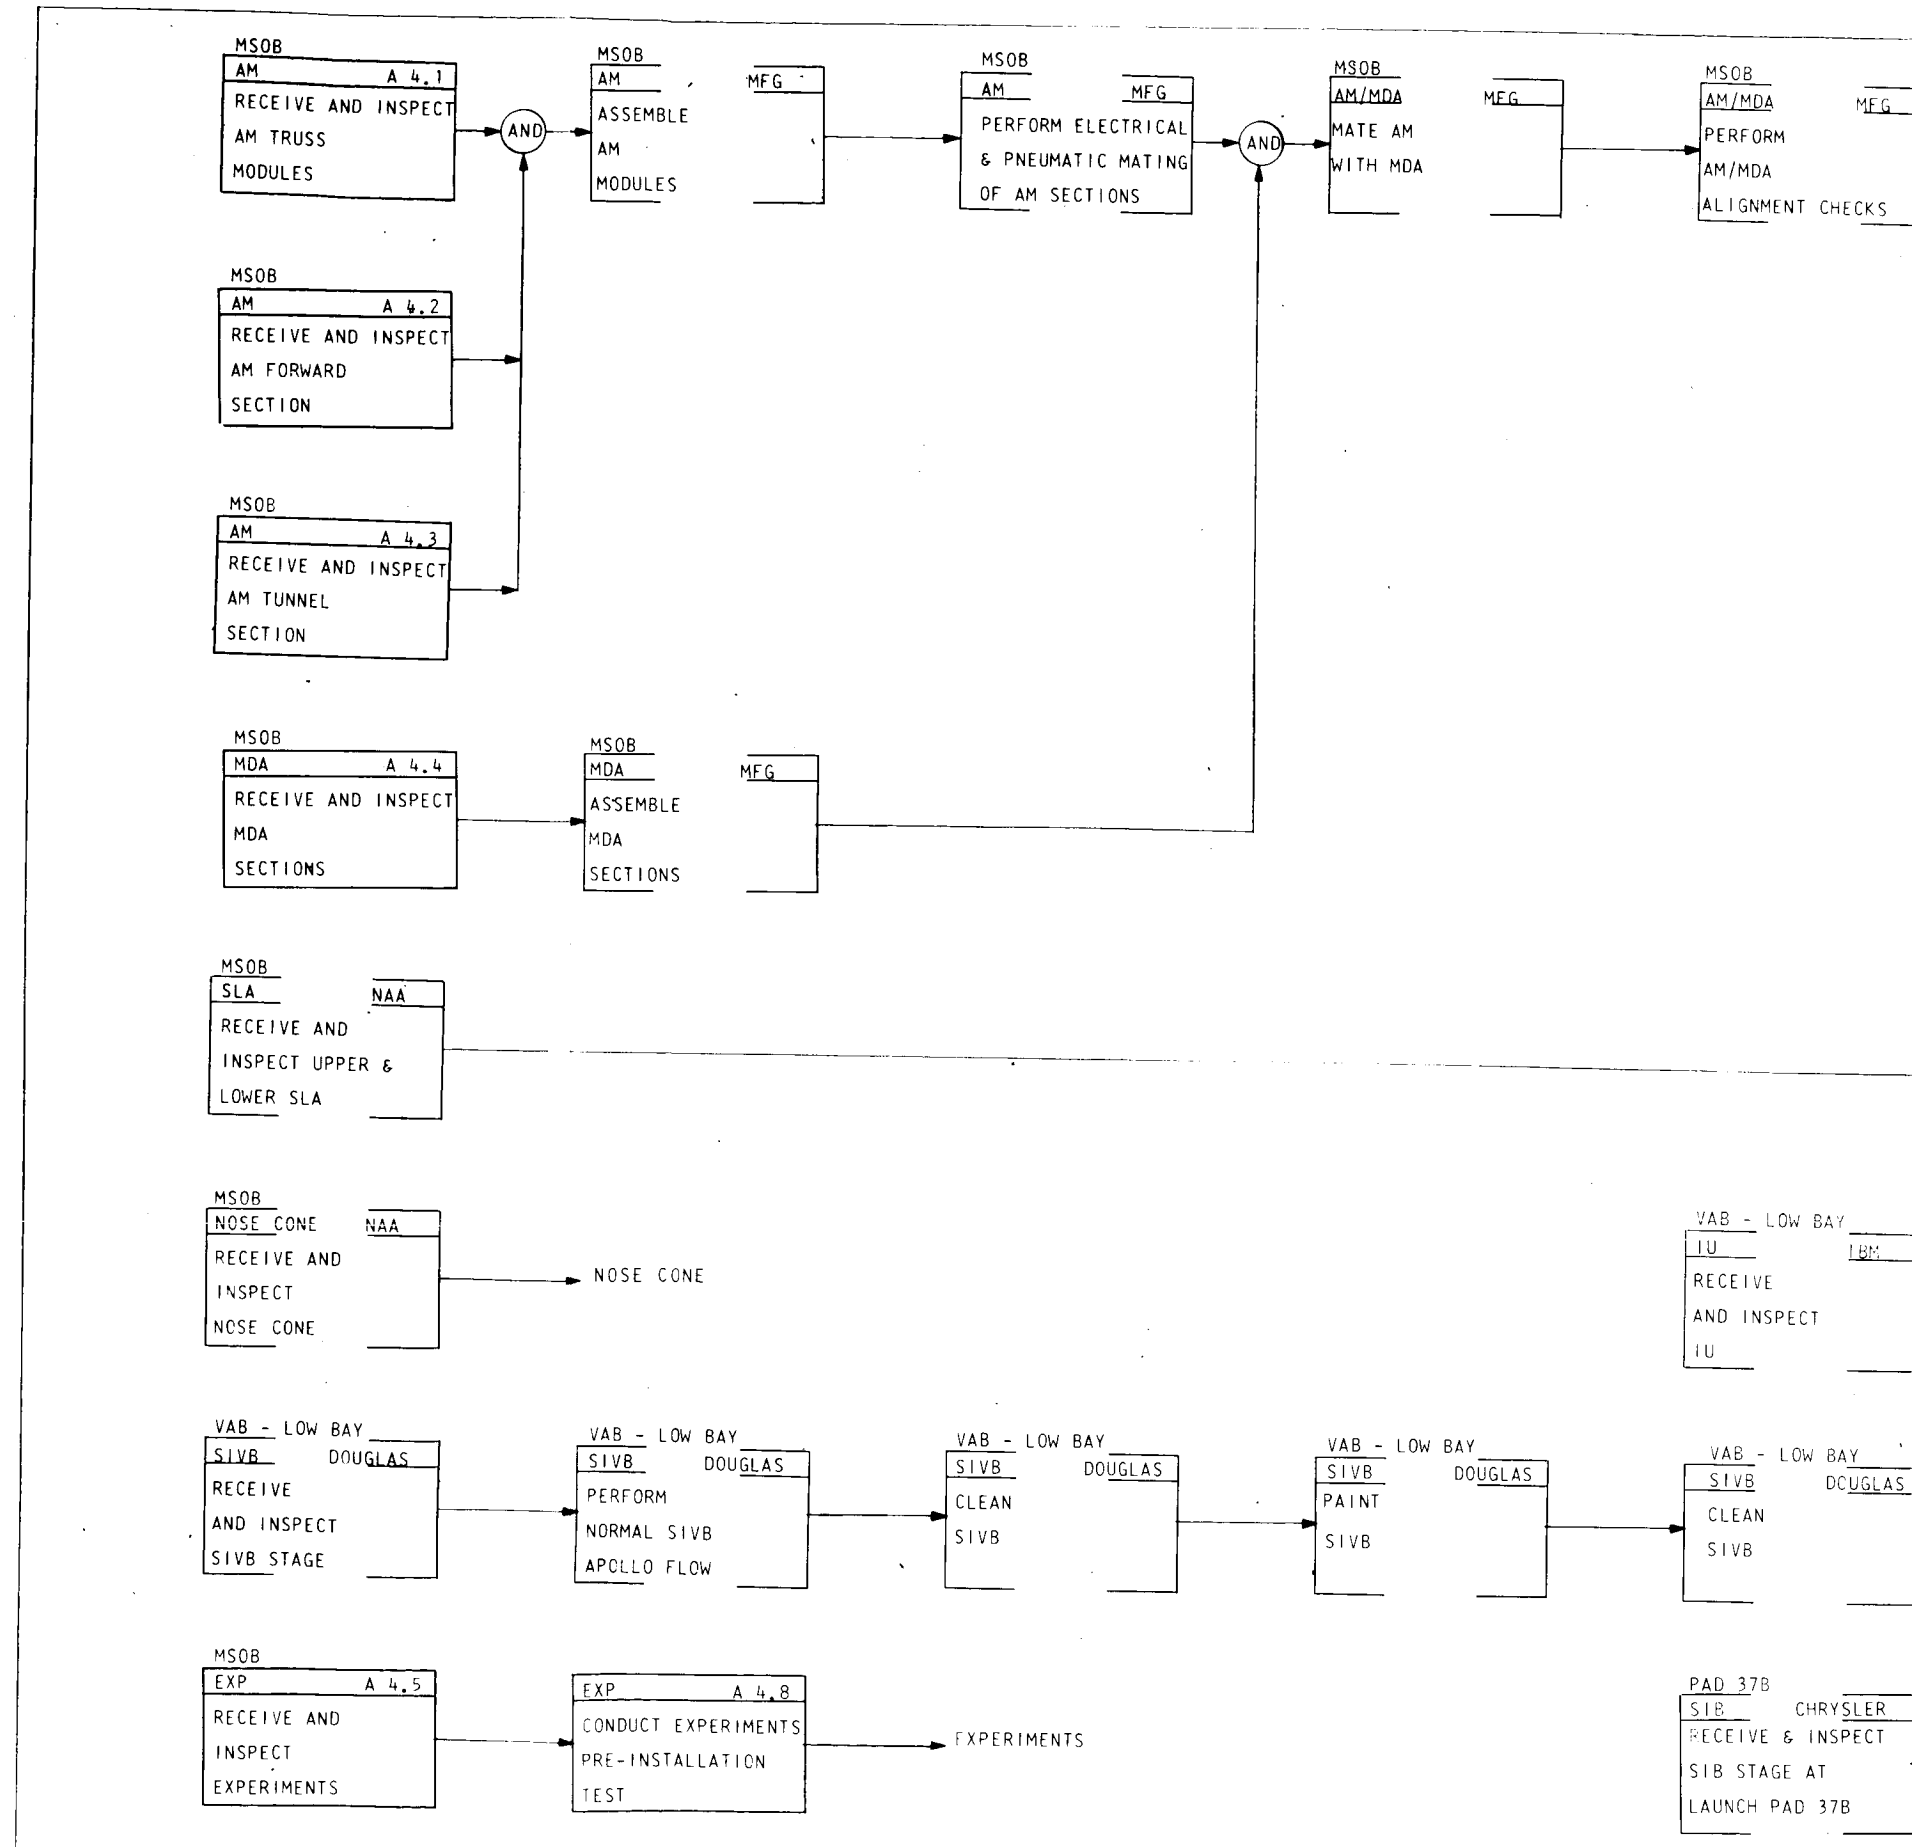 MSOB
AM A 4.1
RECEIVE AND INSPECT
AM TRUSS
MODULES
AND
MSOB
AM MFG
ASSEMBLE
AM
MODULES
MSOB
AM MFG
PERFORM ELECTRICAL
& PNEUMATIC MATING
OF AM SECTIONS
AND
MSOB
AM/MDA MFG
MATE AM
WITH MDA
MSOB
AM/MDA MFG
PERFORM
AM/MDA
ALIGNMENT CHECKS
MSOB
AM A 4.2
RECEIVE AND INSPECT
AM FORWARD
SECTION
MSOB
AM A 4.3
RECEIVE AND INSPECT
AM TUNNEL
SECTION
MSOB
MDA A 4.4
RECEIVE AND INSPECT
MDA
SECTIONS
MSOB
MDA MFG
ASSEMBLE
MDA
SECTIONS
MSOB
SLA NAA
RECEIVE AND
INSPECT UPPER &
LOWER SLA
MSOB
NOSE CONE NAA
RECEIVE AND
INSPECT
NOSE CONE
NOSE CONE
VAB - LOW BAY
IU IBM
RECEIVE
AND INSPECT
IU
VAB - LOW BAY
SIVB DOUGLAS
RECEIVE
AND INSPECT
SIVB STAGE
VAB - LOW BAY
SIVB DOUGLAS
PERFORM
NORMAL SIVB
APOLLO FLOW
VAB - LOW BAY
SIVB DOUGLAS
CLEAN
SIVB
VAB - LOW BAY
SIVB DOUGLAS
PAINT
SIVB
VAB - LOW BAY
SIVB DOUGLAS
CLEAN
SIVB
MSOB
EXP A 4.5
RECEIVE AND
INSPECT
EXPERIMENTS
EXP A 4.8
CONDUCT EXPERIMENTS
PRE-INSTALLATION
TEST
EXPERIMENTS
PAD 37B
SIB CHRYSLER
RECEIVE & INSPECT
SIB STAGE AT
LAUNCH PAD 37B